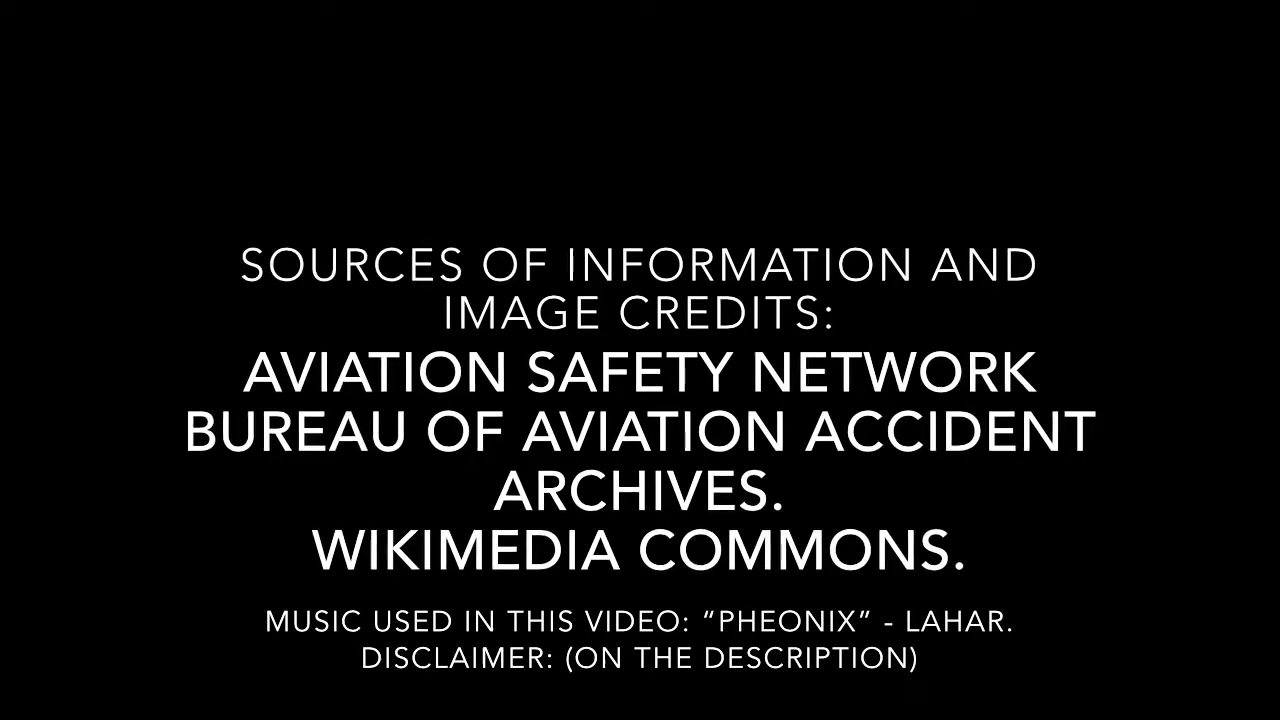 SOURCES OF INFORMATION AND
IMAGE CREDITS:
AVIATION SAFETY NETWORK
BUREAU OF AVIATION ACCIDENT
ARCHIVES.
WIKIMEDIA COMMONS.
MUSIC USED IN THIS VIDEO: “PHEONIX” - LAHAR.
DISCLAIMER: (ON THE DESCRIPTION)